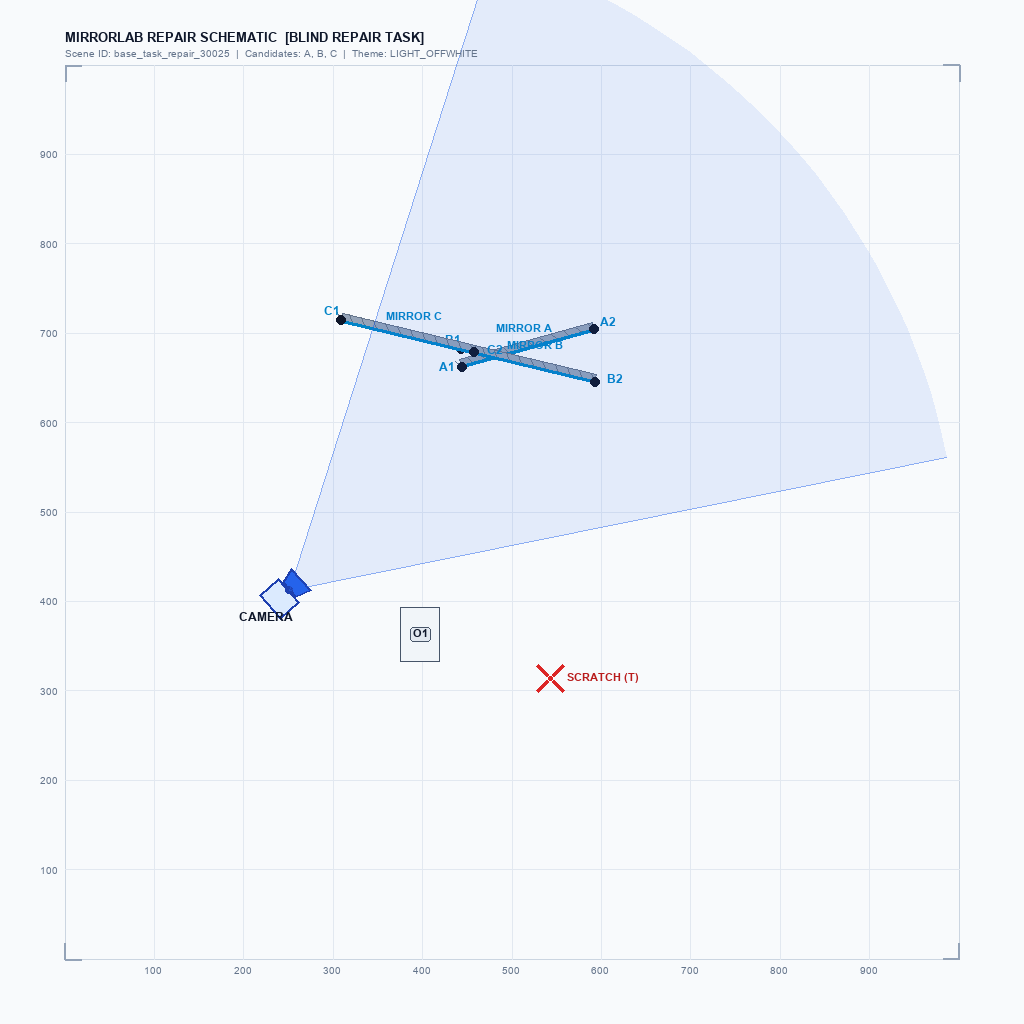 MIRRORLAB REPAIR SCHEMATIC [BLIND REPAIR TASK]
Scene ID: base_task_repair_30025 | Candidates: A, B, C | Theme: LIGHT_OFFWHITE
900
800
C1
MIRROR C
A2
MIRROR A
700
B1
C2
MIRROR B
A1
B2
600
500
400
CAMERA
O1
SCRATCH (T)
300
200
100
100 200 300 400 500 600 700 800 900